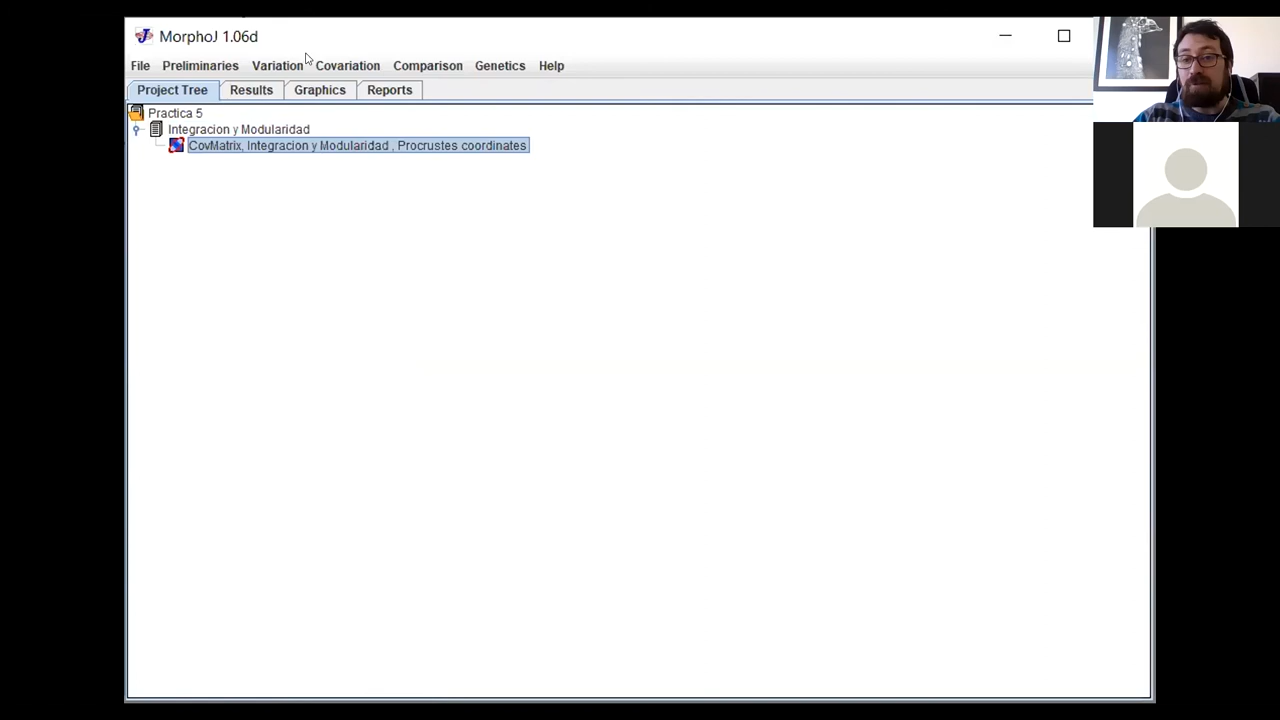 MorphoJ 1.06d
File Preliminaries Variation Covariation Comparison Genetics Help
Project Tree Results Graphics Reports
Practica 5
Integracion y Modularidad
CovMatrix, Integracion y Modularidad , Procrustes coordinates